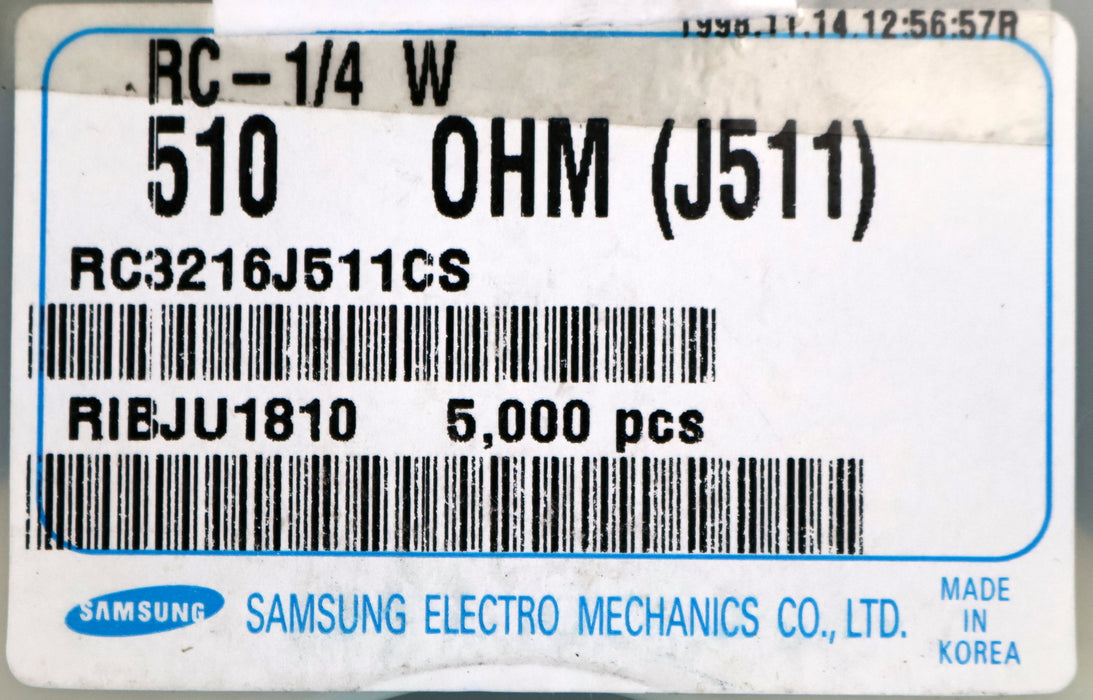 1998.11.14.12:56:57R
RC-1/4 W
510 OHM (J511)
RC3216J511CS
RIBJU1810 5,000 pcs
SAMSUNG SAMSUNG ELECTRO MECHANICS CO., LTD.
MADE
IN
KOREA